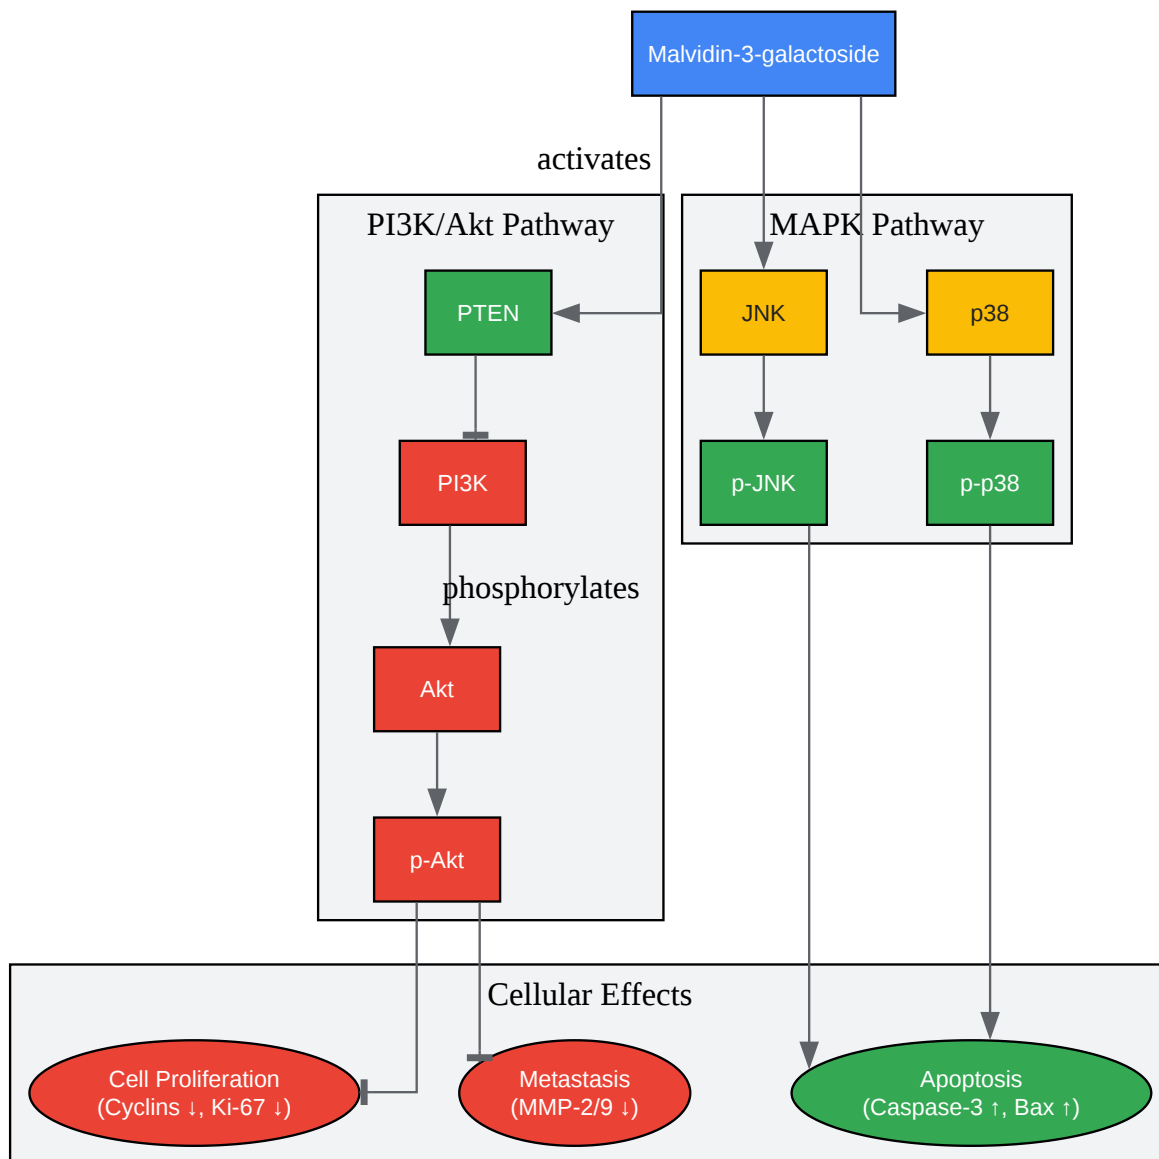 Malvidin-3-galactoside
activates
PI3K/Akt Pathway
MAPK Pathway
PTEN
JNK
p38
PI3K
p-JNK
p-p38
phosphorylates
Akt
p-Akt
Cellular Effects
Cell Proliferation
(Cyclins ↓, Ki-67 ↓)
Metastasis
(MMP-2/9 ↓)
Apoptosis
(Caspase-3 ↑, Bax ↑)